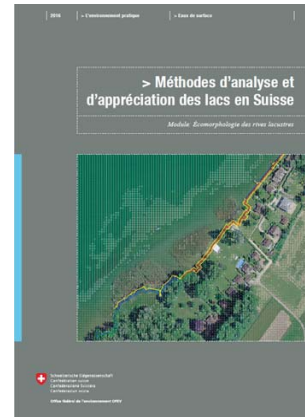 2016 > L'environnement pratique > Eaux de surface
> Méthodes d'analyse et
d'appréciation des lacs en Suisse
Module: Écomorphologie des rives lacustres
Schweizerische Eidgenossenschaft
Confédération suisse
Confederazione Svizzera
Confederaziun svizra
Office fédéral de l'environnement OFEV